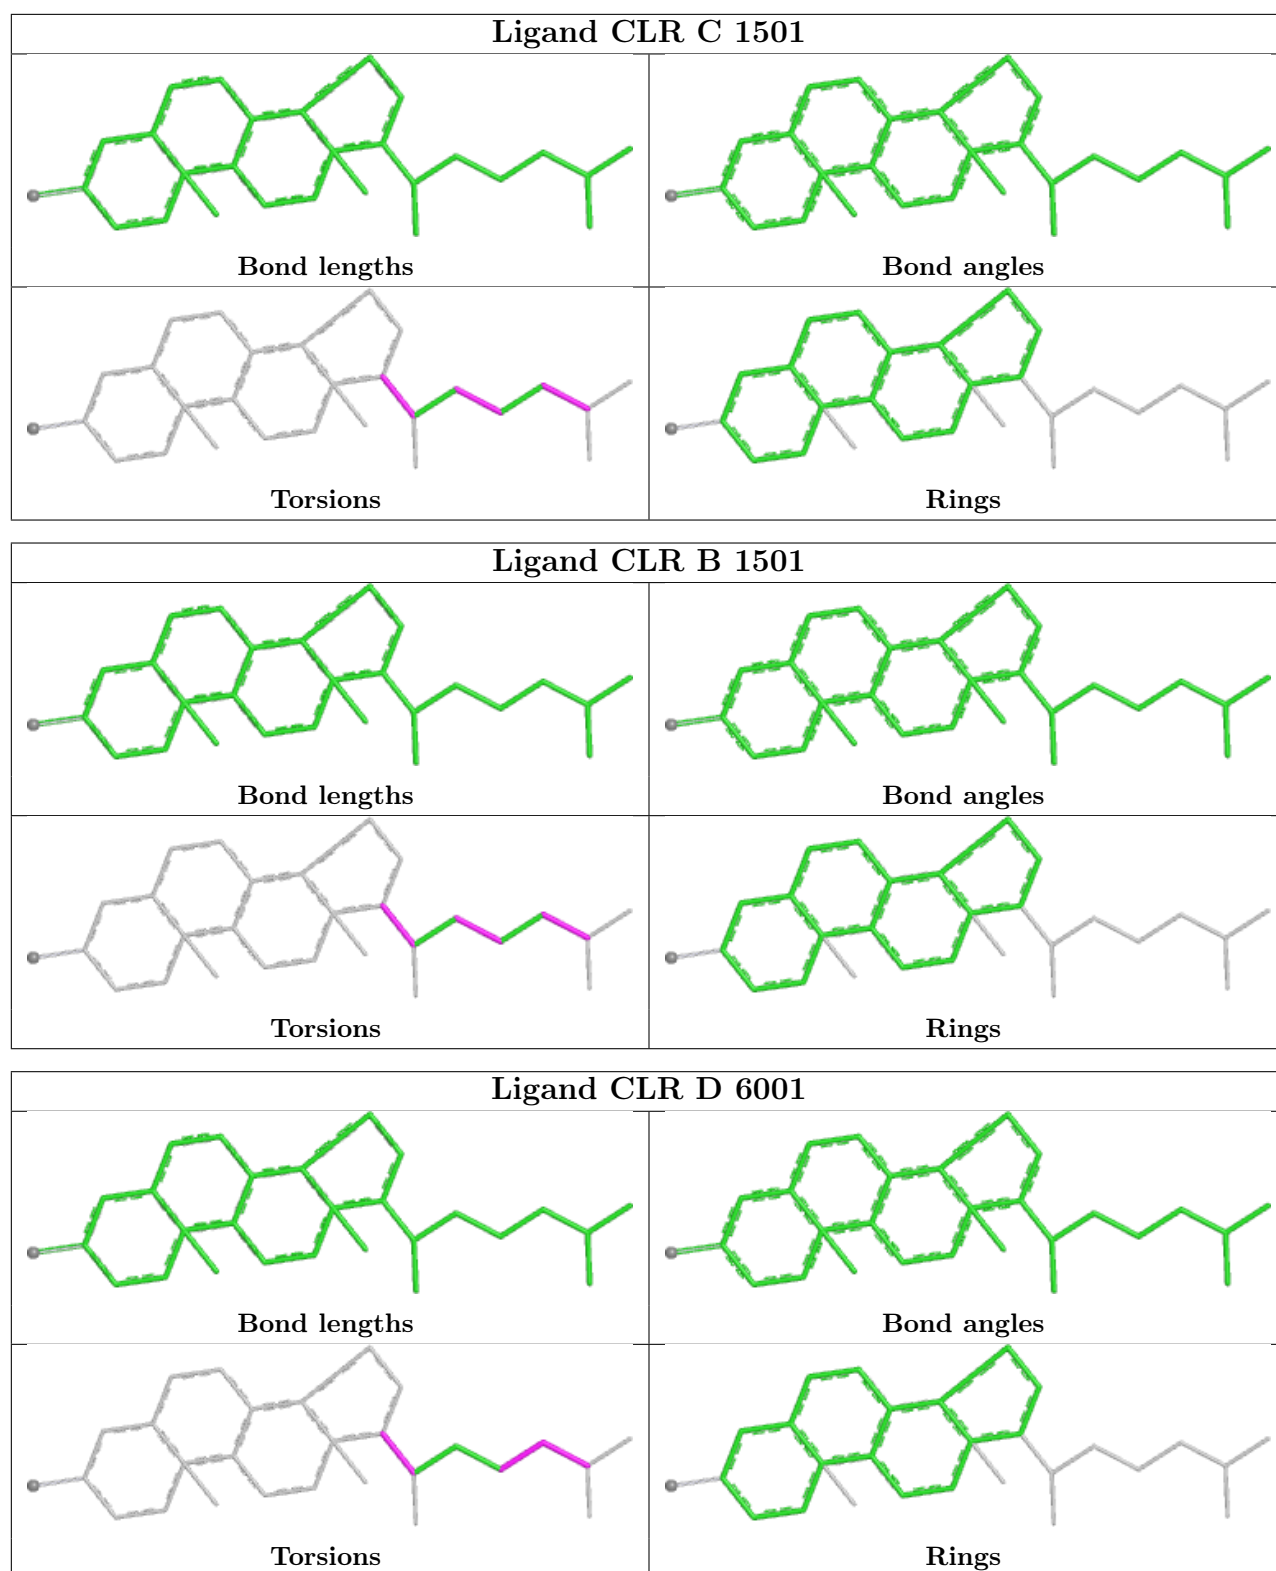 Ligand CLR C 1501
Bond lengths
Bond angles
Torsions
Rings
Ligand CLR B 1501
Bond lengths
Bond angles
Torsions
Rings
Ligand CLR D 6001
Bond lengths
Bond angles
Torsions
Rings